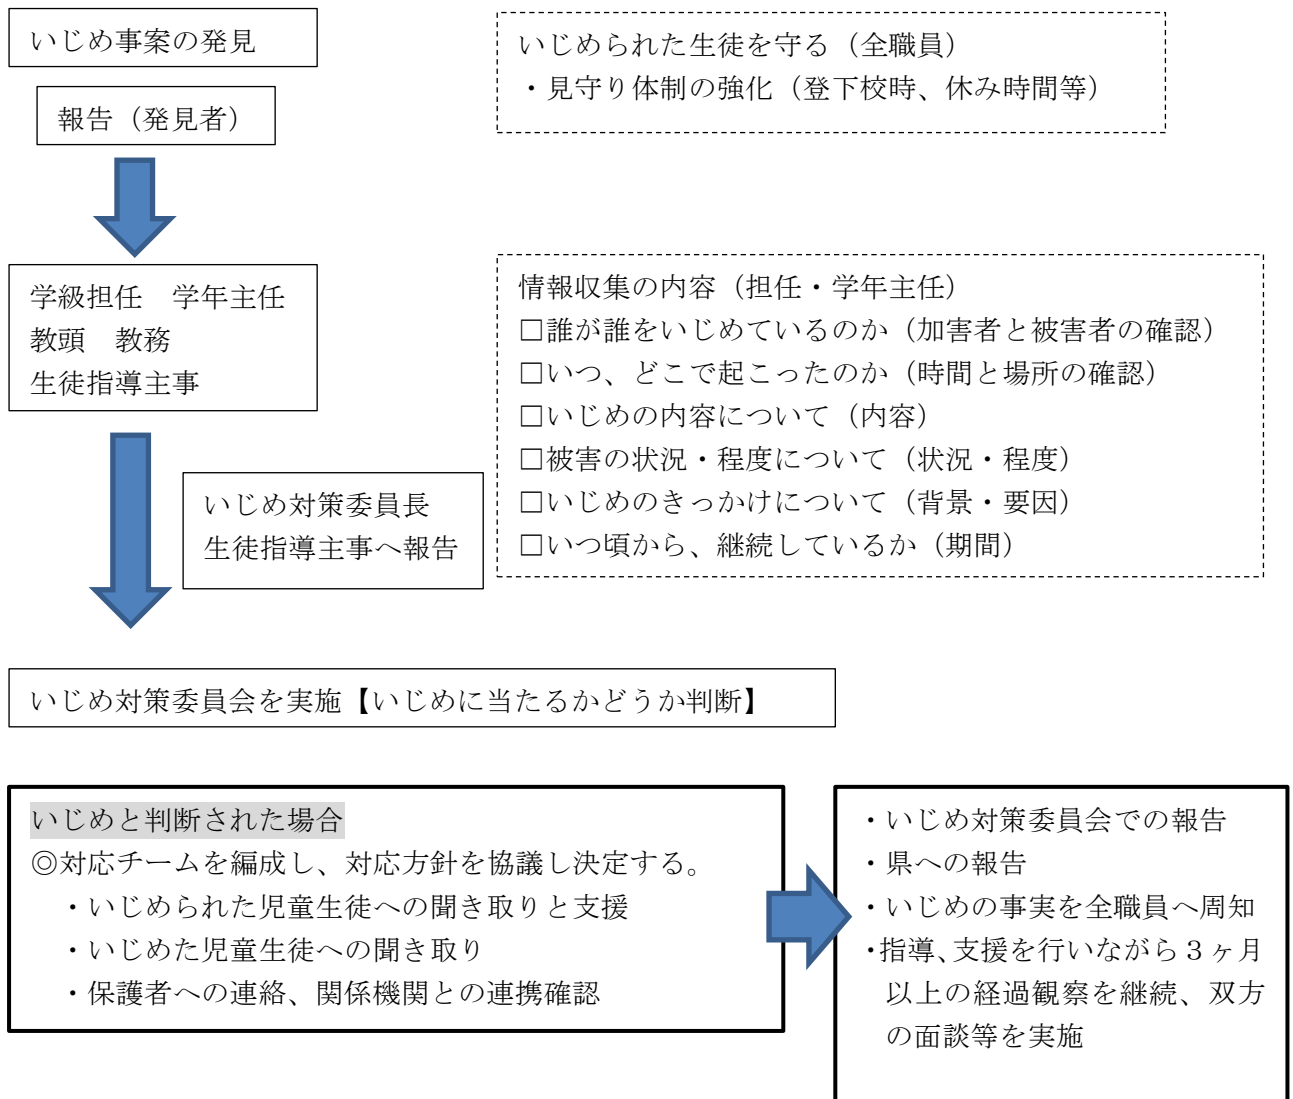 いじめ事案の発見
報告（発見者）
いじめられた生徒を守る（全職員）
・見守り体制の強化（登下校時、休み時間等）
学級担任　学年主任
教頭　教務
生徒指導主事
情報収集の内容（担任・学年主任）
□誰が誰をいじめているのか（加害者と被害者の確認）
□いつ、どこで起こったのか（時間と場所の確認）
□いじめの内容について（内容）
□被害の状況・程度について（状況・程度）
□いじめのきっかけについて（背景・要因）
□いつ頃から、継続しているか（期間）
いじめ対策委員長
生徒指導主事へ報告
いじめ対策委員会を実施【いじめに当たるかどうか判断】
いじめと判断された場合
◎対応チームを編成し、対応方針を協議し決定する。
・いじめられた児童生徒への聞き取りと支援
・いじめた児童生徒への聞き取り
・保護者への連絡、関係機関との連携確認
・いじめ対策委員会での報告
・県への報告
・いじめの事実を全職員へ周知
・指導、支援を行いながら３ヶ月
以上の経過観察を継続、双方
の面談等を実施